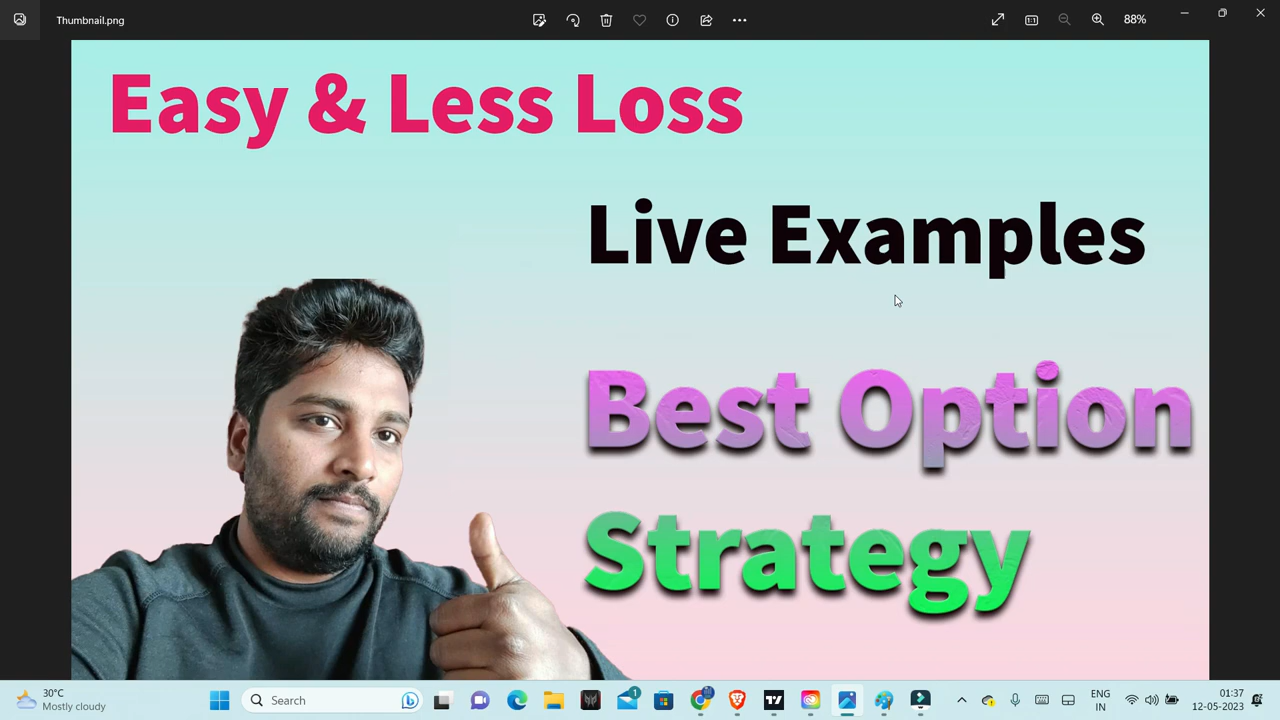 Thumbnail.png
88%
Easy & Less Loss
Live Examples
Best Option
Strategy
30°C
Mostly cloudy
Search
1
ENG
IN
01:37
12-05-2023